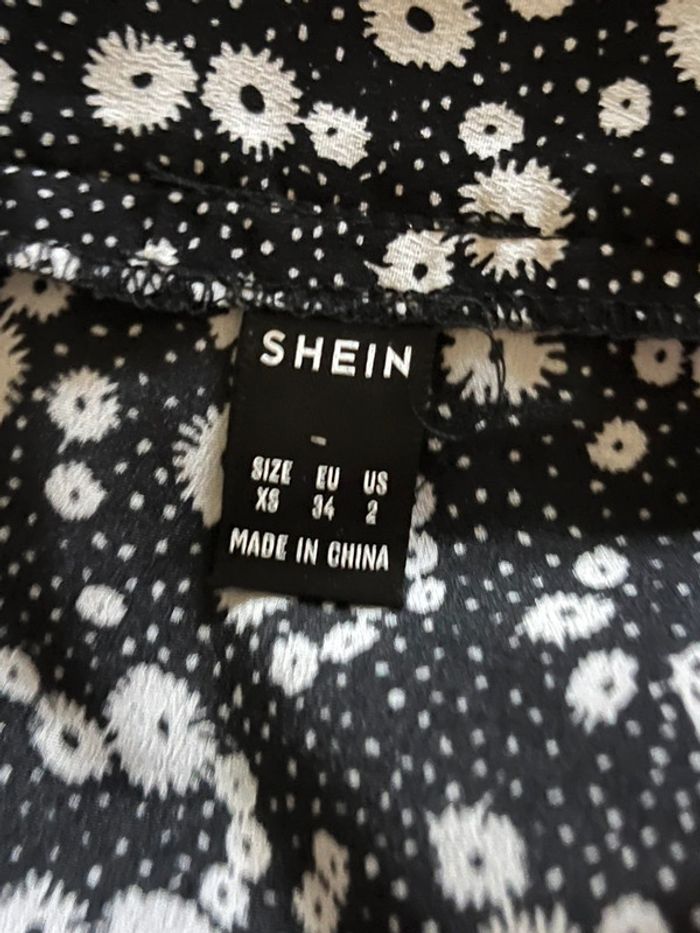 SHEIN
-
SIZE EU US
XS 34 2
MADE IN CHINA